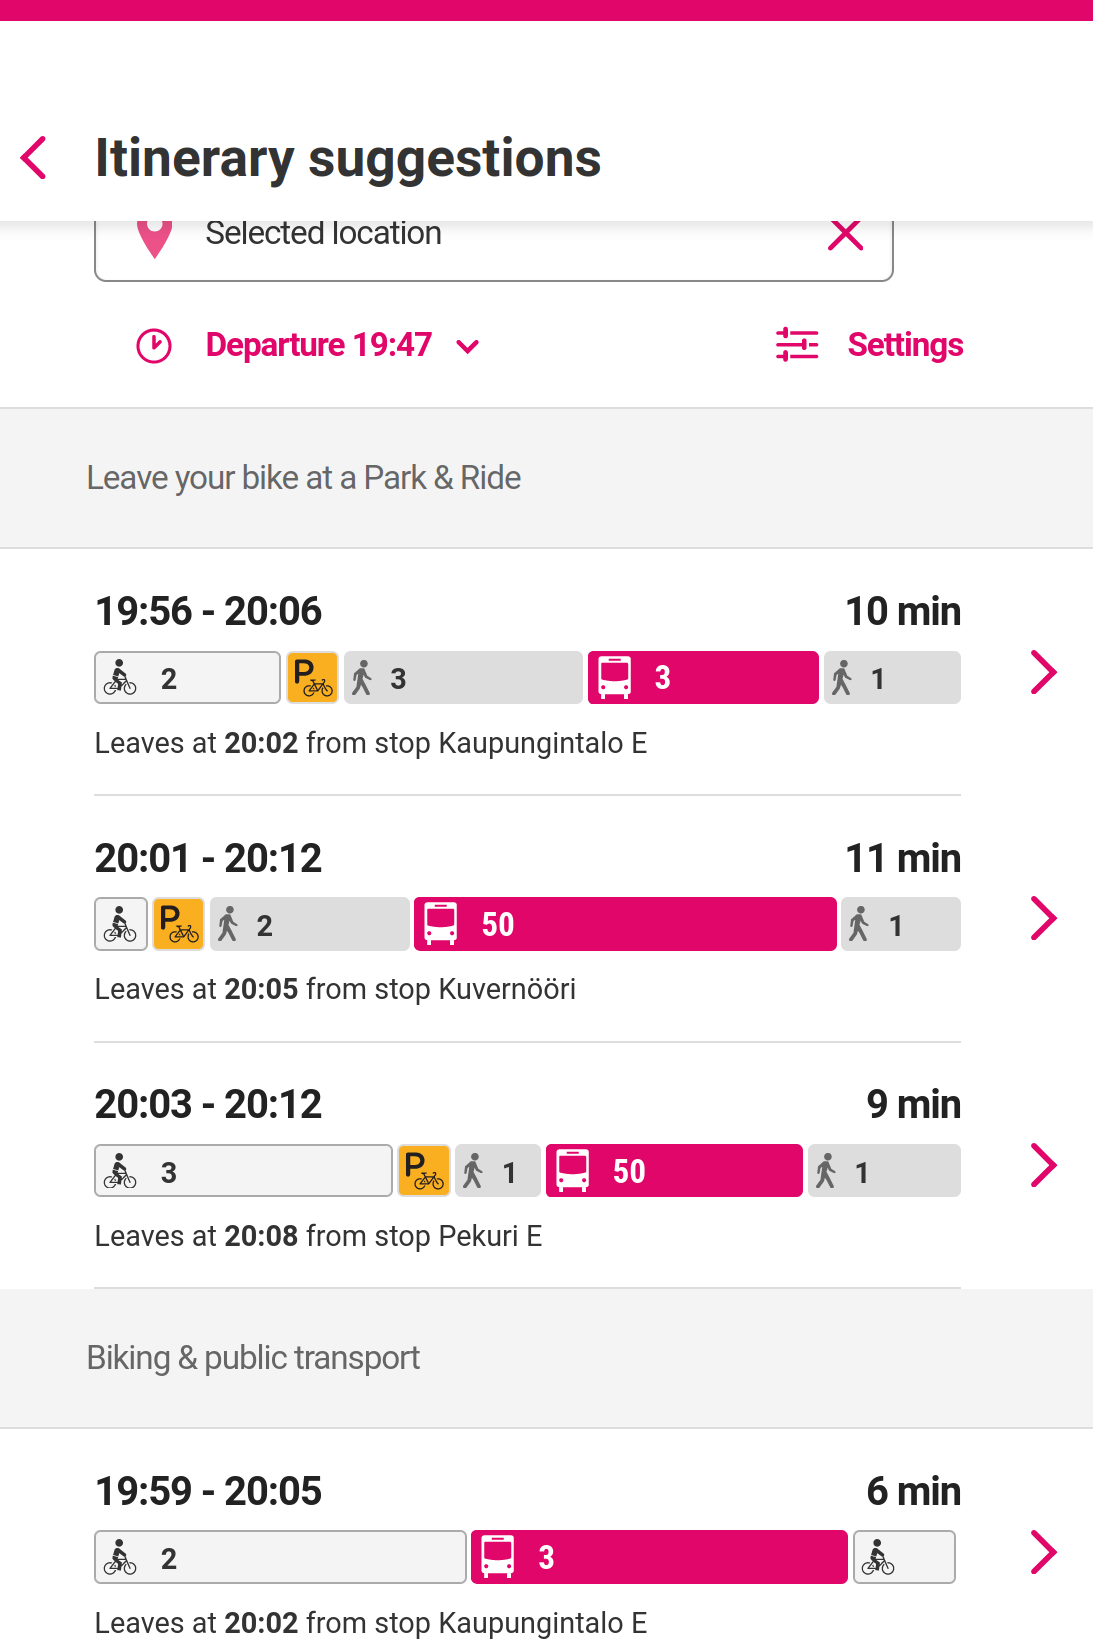 Itinerary suggestions
Selected location
Departure 19:47
Settings
Leave your bike at a Park & Ride
19:56 - 20:06 10 min
2 P 3 3 1
Leaves at 20:02 from stop Kaupungintalo E
20:01 - 20:12 11 min
P 2 50 1
Leaves at 20:05 from stop Kuvernööri
20:03 - 20:12 9 min
3 P 1 50 1
Leaves at 20:08 from stop Pekuri E
Biking & public transport
19:59 - 20:05 6 min
2 3
Leaves at 20:02 from stop Kaupungintalo E